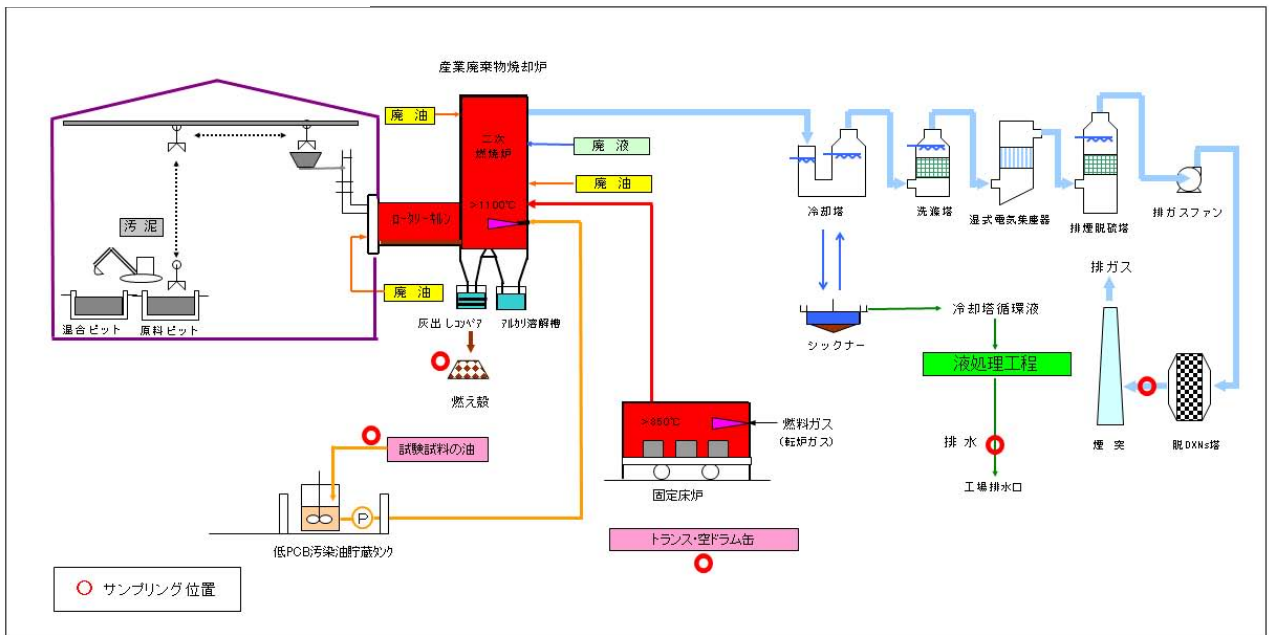 産業廃棄物焼却炉
廃 油
二次
燃焼炉
廃 液
廃 油
>1100℃
ロータリーキルン
汚 泥
廃 油
混合ピット
原料ピット
灰出しコンベア
アルカリ溶解槽
燃え殻
冷却塔
洗滌塔
湿式電気集塵器
排煙脱硫塔
排ガスファン
排ガス
シックナー
冷却塔循環液
液処理工程
排 水
工場排水口
煙 突
脱DXNs塔
>850℃
燃料ガス
(転炉ガス)
固定床炉
試験試料の油
P
低PCB汚染油貯蔵タンク
トランス・空ドラム缶
サンプリング位置